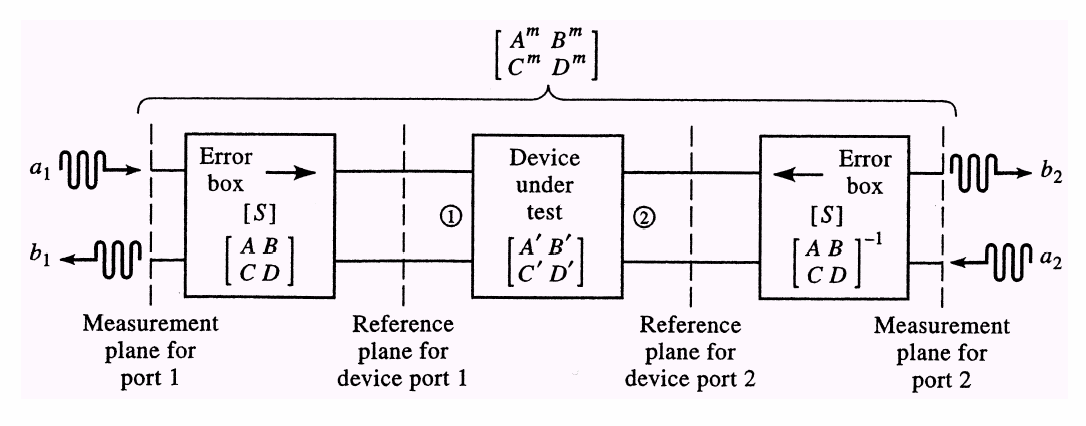 [ A^m B^m
C^m D^m ]
a1
b1
Error
box
[S]
[ A B
C D ]
①
Device
under
test
[ A′ B′
C′ D′ ]
②
Error
box
[S]
[ A B
C D ]^−1
b2
a2
Measurement
plane for
port 1
Reference
plane for
device port 1
Reference
plane for
device port 2
Measurement
plane for
port 2